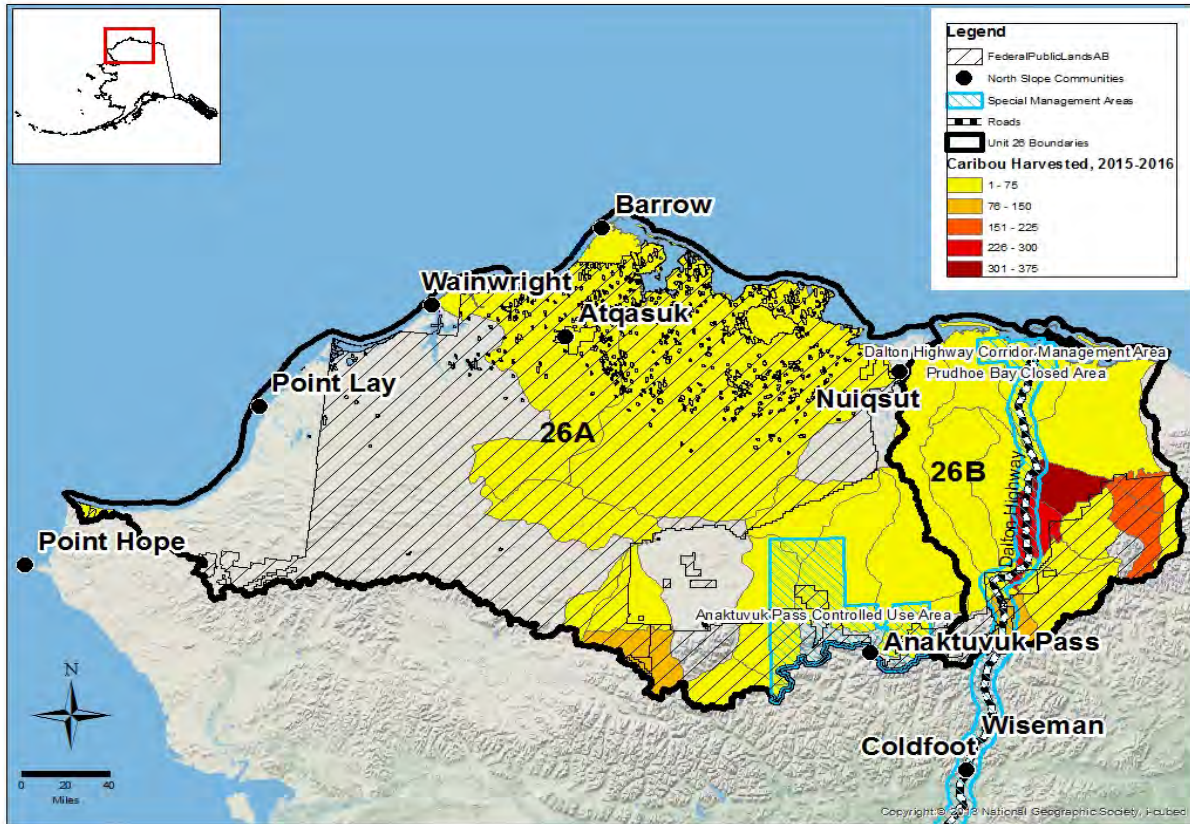 Legend
FederalPublicLandsAB
North Slope Communities
Special Management Areas
Roads
Unit 26 Boundaries
Caribou Harvested, 2015-2016
1 - 75
76 - 150
151 - 225
226 - 300
301 - 375
Barrow
Wainwright
Atqasuk
Dalton Highway Corridor Management Area
Prudhoe Bay Closed Area
Point Lay
Nuiqsut
26A
26B
Dalton Highway
Point Hope
Anaktuvuk Pass Controlled Use Area
Anaktuvuk Pass
N
Wiseman
Coldfoot
0 20 40
Miles
Copyright:© 2013 National Geographic Society, i-cubed